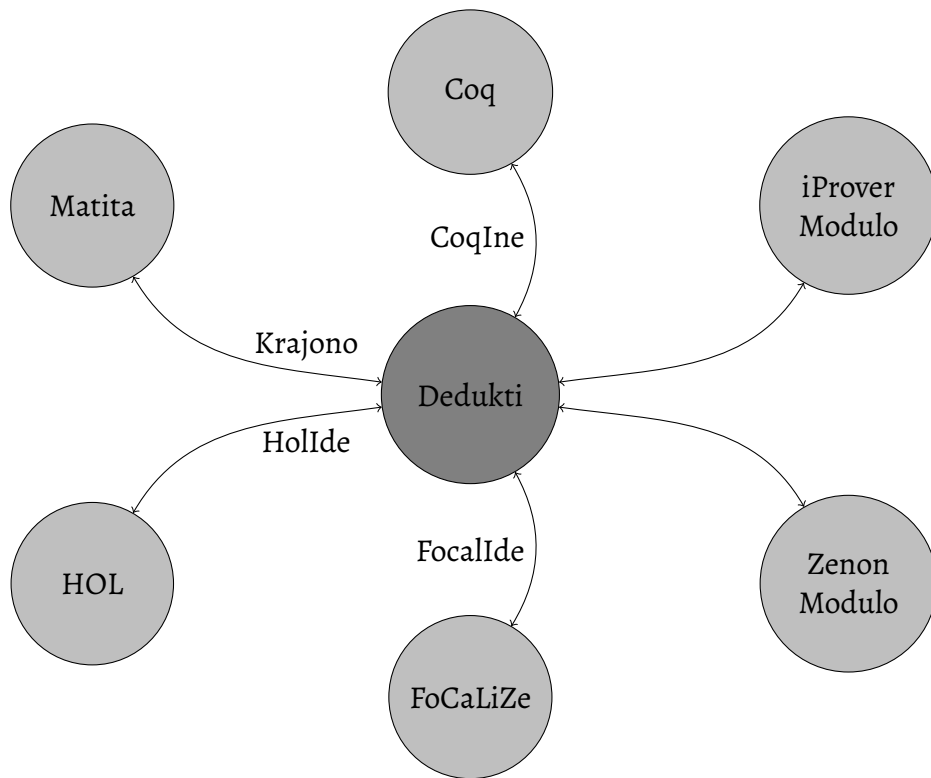 Coq
iProver
Modulo
Matita
CoqIne
Krajono
Dedukti
HolIde
FocalIde
HOL
Zenon
Modulo
FoCaLiZe